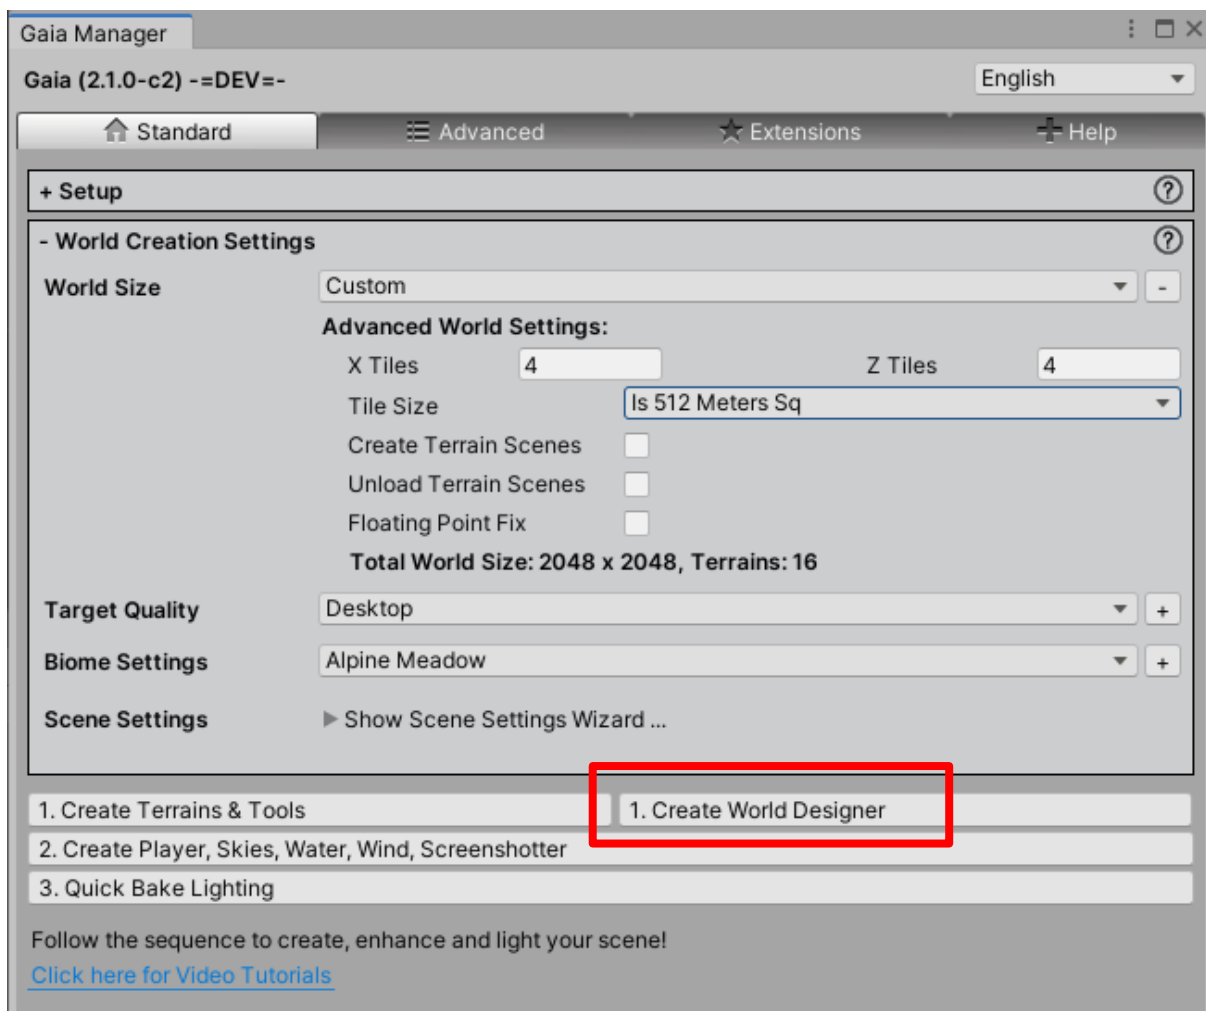 Gaia Manager
Gaia (2.1.0-c2) -=DEV=-
English
Standard
Advanced
Extensions
Help
+ Setup
- World Creation Settings
World Size
Custom
-
Advanced World Settings:
X Tiles
4
Z Tiles
4
Tile Size
Is 512 Meters Sq
Create Terrain Scenes
Unload Terrain Scenes
Floating Point Fix
Total World Size: 2048 x 2048, Terrains: 16
Target Quality
Desktop
+
Biome Settings
Alpine Meadow
+
Scene Settings
Show Scene Settings Wizard ...
1. Create Terrains & Tools
1. Create World Designer
2. Create Player, Skies, Water, Wind, Screenshotter
3. Quick Bake Lighting
Follow the sequence to create, enhance and light your scene!
Click here for Video Tutorials